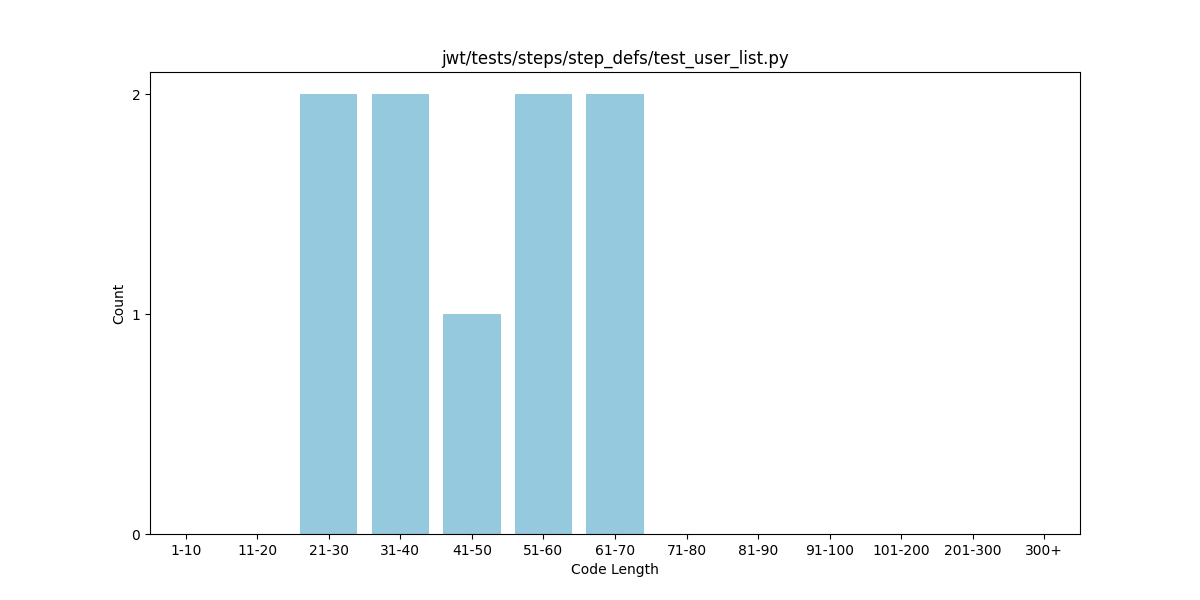 jwt/tests/steps/step_defs/test_user_list.py
2
1
0
Count
1-10 11-20 21-30 31-40 41-50 51-60 61-70 71-80 81-90 91-100 101-200 201-300 300+
Code Length